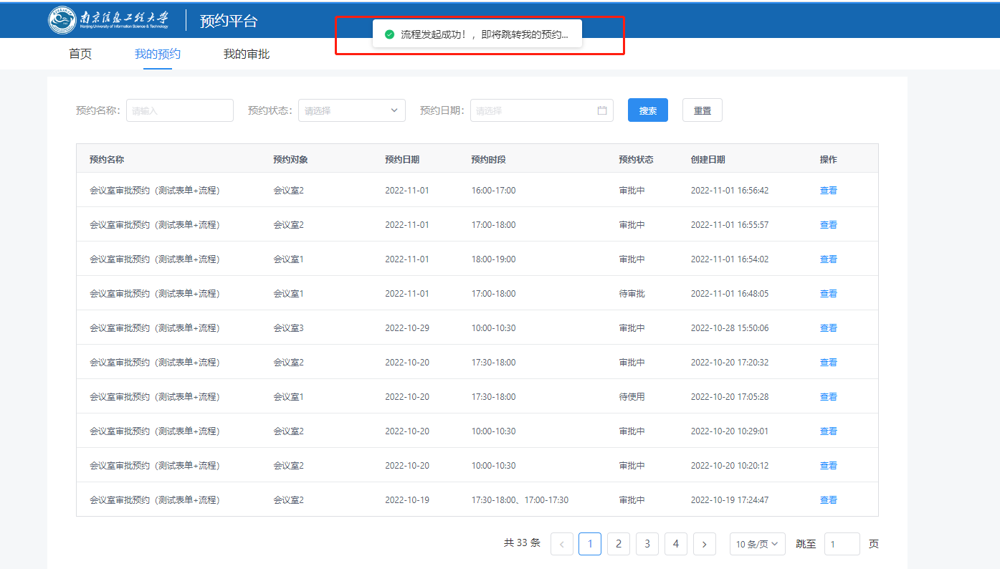 南京信息工程大学
Nanjing University of Information Science & Technology
预约平台
流程发起成功！，即将跳转我的预约...
首页 我的预约 我的审批
预约名称: 请输入 预约状态: 请选择 预约日期: 请选择 搜索 重置
预约名称 预约对象 预约日期 预约时段 预约状态 创建日期 操作
会议室审批预约（测试表单+流程） 会议室2 2022-11-01 16:00-17:00 审批中 2022-11-01 16:56:42 查看
会议室审批预约（测试表单+流程） 会议室2 2022-11-01 17:00-18:00 审批中 2022-11-01 16:55:57 查看
会议室审批预约（测试表单+流程） 会议室1 2022-11-01 18:00-19:00 审批中 2022-11-01 16:54:02 查看
会议室审批预约（测试表单+流程） 会议室1 2022-11-01 17:00-18:00 待审批 2022-11-01 16:48:05 查看
会议室审批预约（测试表单+流程） 会议室3 2022-10-29 10:00-10:30 审批中 2022-10-28 15:50:06 查看
会议室审批预约（测试表单+流程） 会议室2 2022-10-20 17:30-18:00 审批中 2022-10-20 17:20:32 查看
会议室审批预约（测试表单+流程） 会议室1 2022-10-20 17:30-18:00 待使用 2022-10-20 17:05:28 查看
会议室审批预约（测试表单+流程） 会议室2 2022-10-20 10:00-10:30 审批中 2022-10-20 10:29:01 查看
会议室审批预约（测试表单+流程） 会议室2 2022-10-20 10:00-10:30 审批中 2022-10-20 10:20:12 查看
会议室审批预约（测试表单+流程） 会议室2 2022-10-19 17:30-18:00、17:00-17:30 审批中 2022-10-19 17:24:47 查看
共 33 条 < 1 2 3 4 > 10 条/页 跳至 1 页